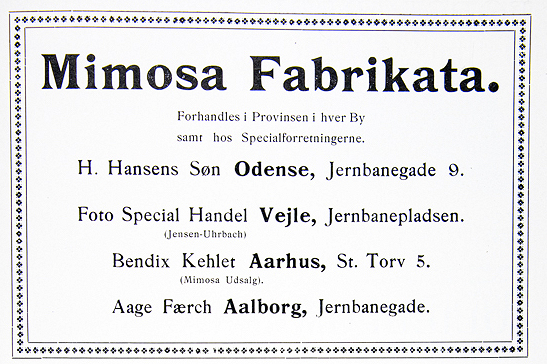 Mimosa Fabrikata.
Forhandles i Provinsen i hver By
samt hos Specialforretningerne.
H. Hansens Søn Odense, Jernbanegade 9.
Foto Special Handel Vejle, Jernbanepladsen.
(Jensen-Uhrbach)
Bendix Kehlet Aarhus, St. Torv 5.
(Mimosa Udsalg).
Aage Færch Aalborg, Jernbanegade.